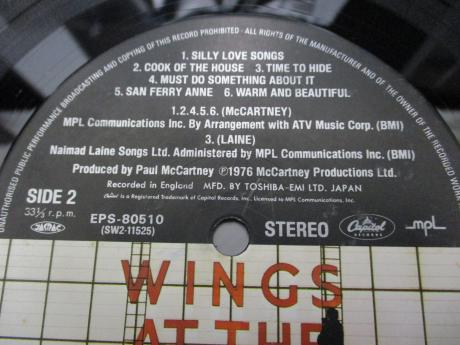 UNAUTHORISED PUBLIC PERFORMANCE BROADCASTING AND COPYING OF THIS RECORD PROHIBITED · ALL RIGHTS OF THE MANUFACTURER AND OF THE OWNER OF THE RECORDED WORK
1. SILLY LOVE SONGS
2. COOK OF THE HOUSE 3. TIME TO HIDE
4. MUST DO SOMETHING ABOUT IT
5. SAN FERRY ANNE 6. WARM AND BEAUTIFUL
1.2.4.5.6. (McCARTNEY)
MPL Communications Inc. By Arrangement with ATV Music Corp. (BMI)
3. (LAINE)
Naimad Laine Songs Ltd. Administered by MPL Communications Inc. (BMI)
Produced by Paul McCartney ℗1976 McCartney Productions Ltd.
Recorded in England MFD. BY TOSHIBA-EMI LTD. JAPAN
Capitol is a Registered Trademark of Capitol Records, Inc. Licensed to MPL Communications, Inc.
SIDE 2
33⅓ r.p.m.
EPS-80510
(SW2-11525)
STEREO
Capitol
RECORDS
mpl
WINGS
AT THE